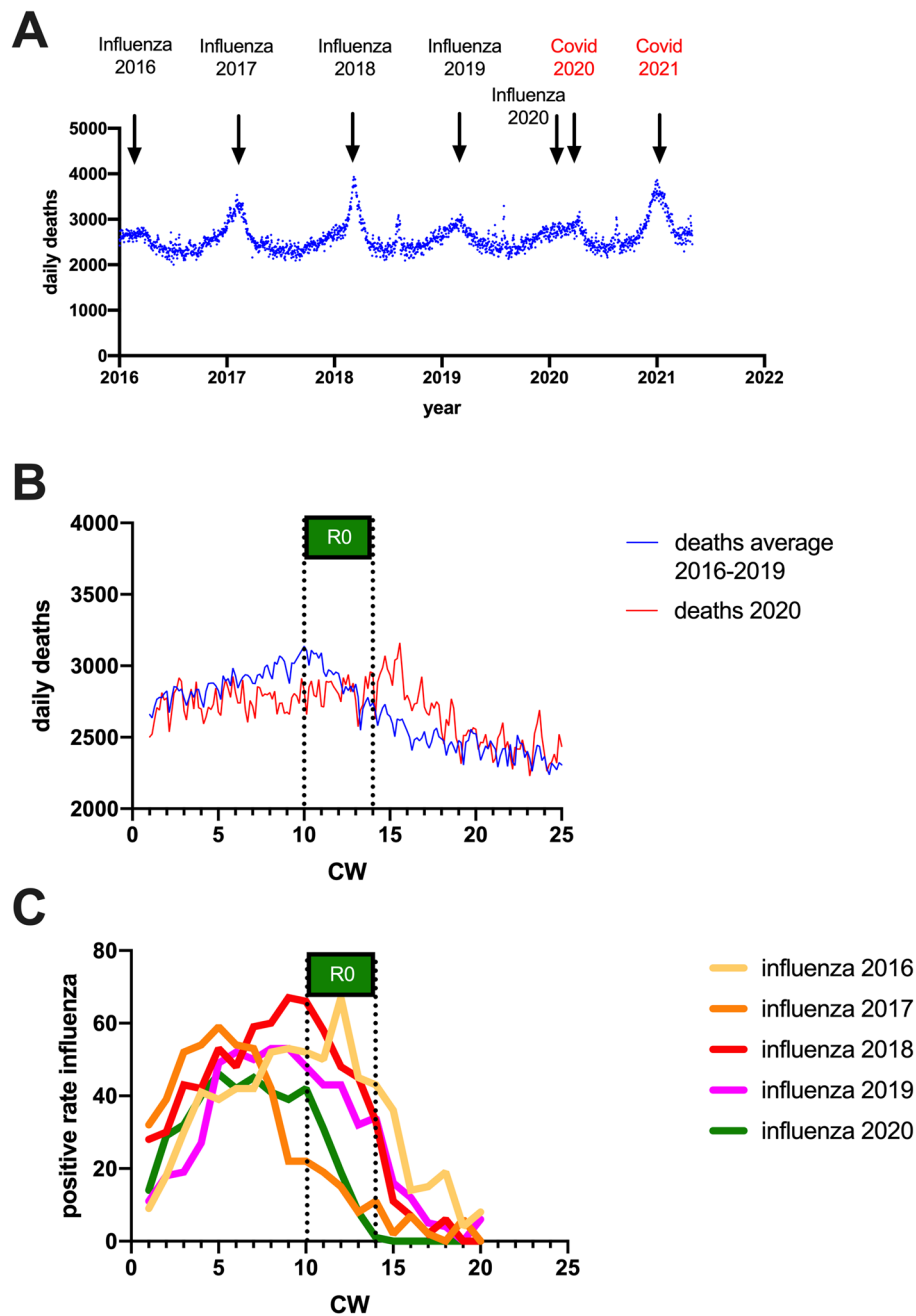 A
Influenza
2016
Influenza
2017
Influenza
2018
Influenza
2019
Influenza
2020
Covid
2020
Covid
2021
5000
4000
3000
2000
1000
0
daily deaths
2016 2017 2018 2019 2020 2021 2022
year
B
4000
3500
3000
2500
2000
daily deaths
R0
0 5 10 15 20 25
CW
deaths average
2016-2019
deaths 2020
C
80
60
40
20
0
positive rate influenza
R0
0 5 10 15 20 25
CW
influenza 2016
influenza 2017
influenza 2018
influenza 2019
influenza 2020